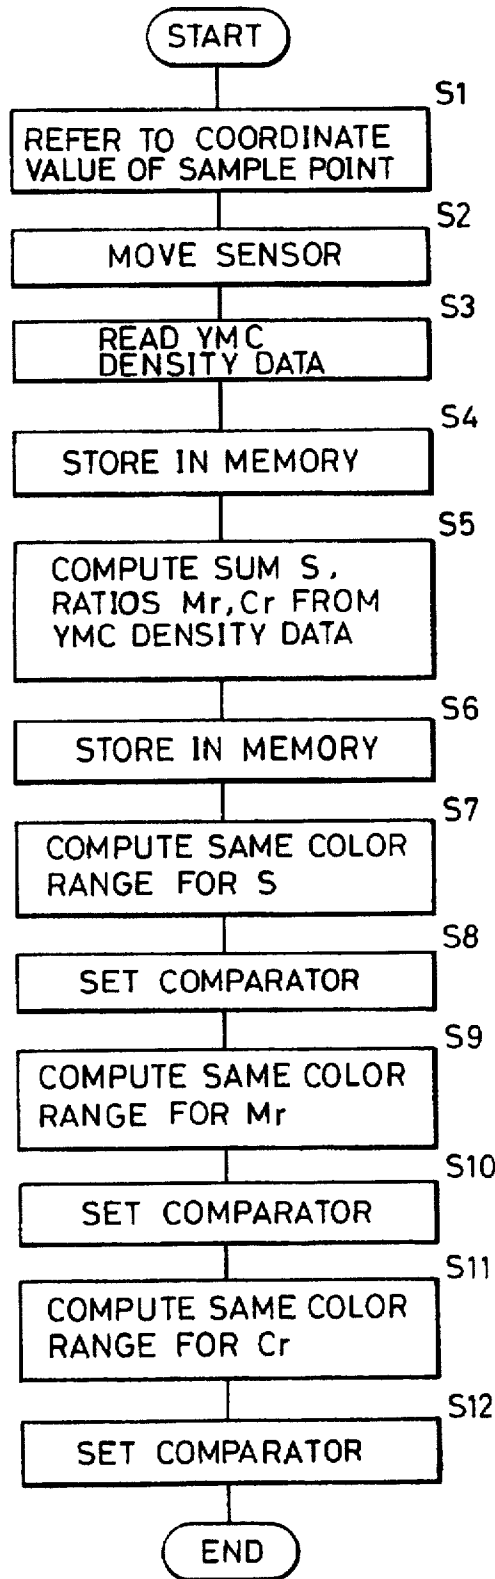 START
S1
REFER TO COORDINATE
VALUE OF SAMPLE POINT
S2
MOVE SENSOR
S3
READ YMC
DENSITY DATA
S4
STORE IN MEMORY
S5
COMPUTE SUM S,
RATIOS Mr,Cr FROM
YMC DENSITY DATA
S6
STORE IN MEMORY
S7
COMPUTE SAME COLOR
RANGE FOR S
S8
SET COMPARATOR
S9
COMPUTE SAME COLOR
RANGE FOR Mr
S10
SET COMPARATOR
S11
COMPUTE SAME COLOR
RANGE FOR Cr
S12
SET COMPARATOR
END